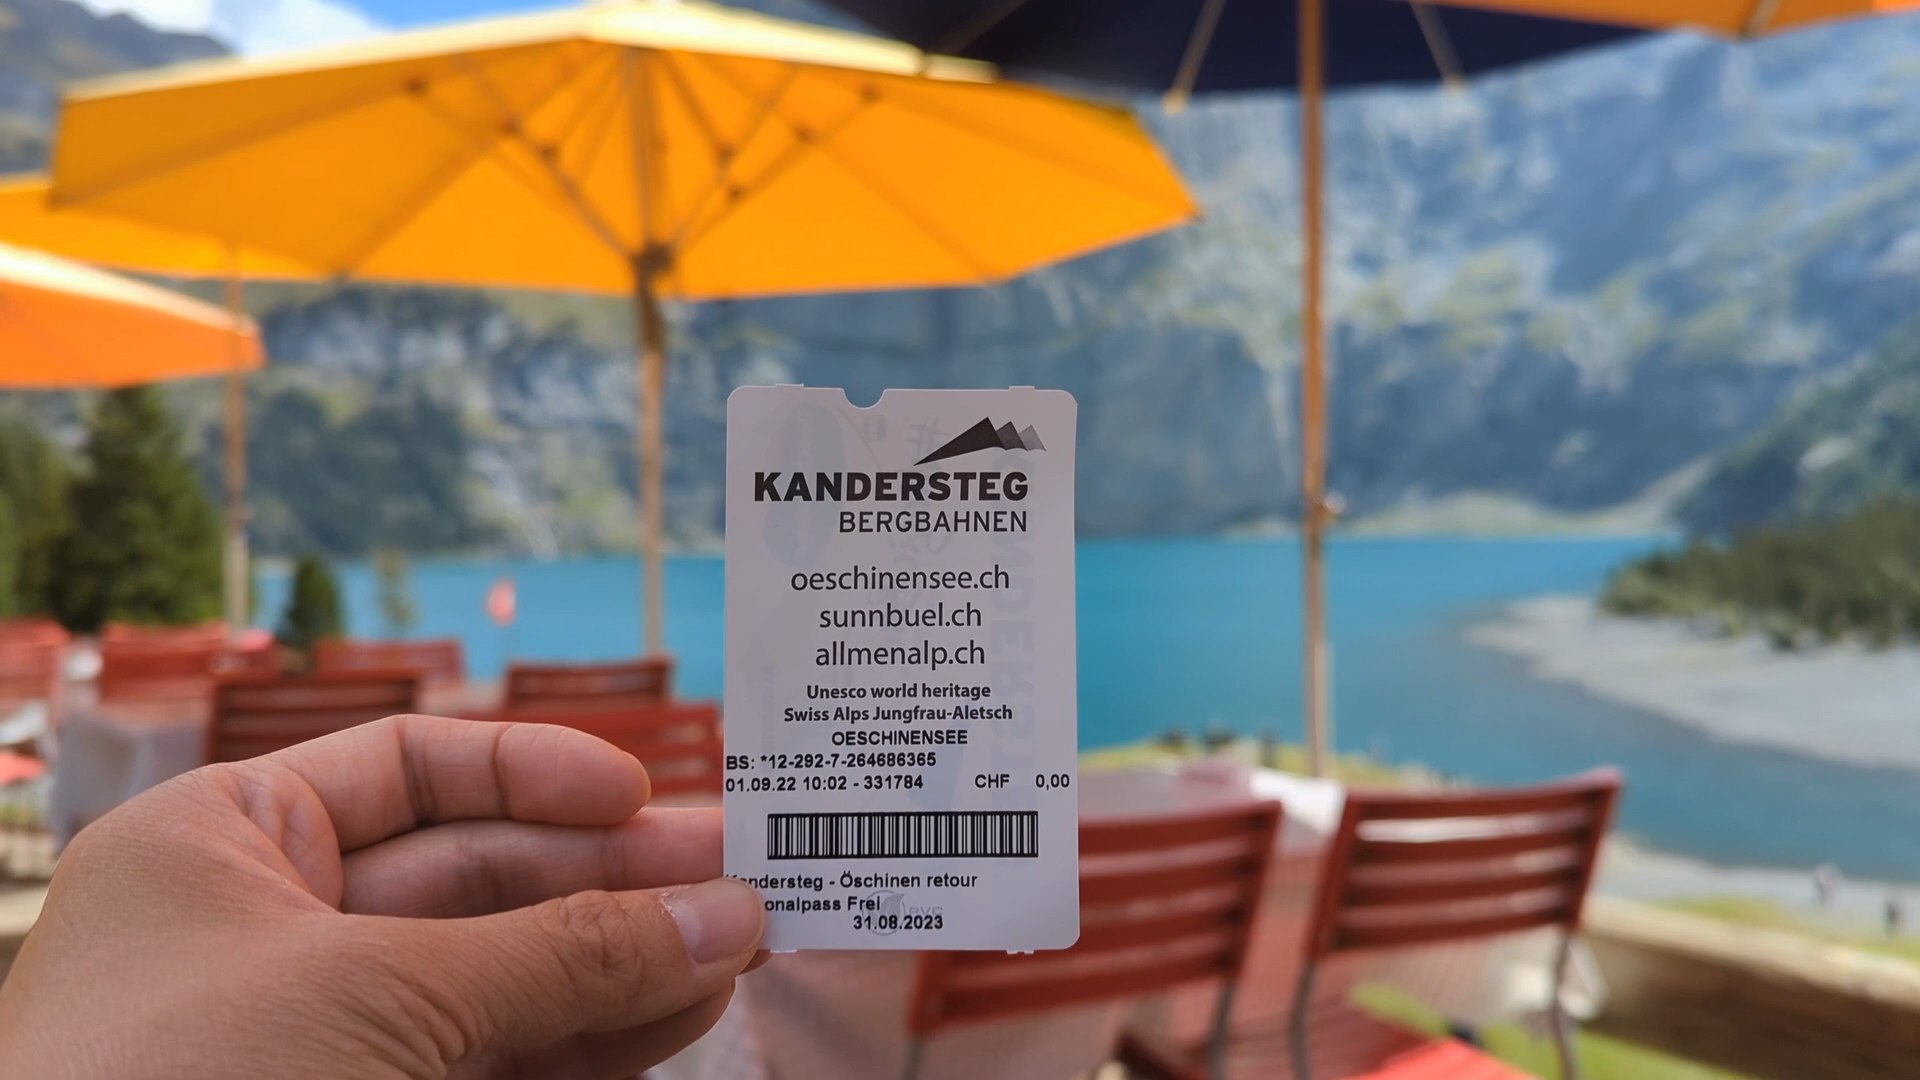 KANDERSTEG
BERGBAHNEN
oeschinensee.ch
sunnbuel.ch
allmenalp.ch
Unesco world heritage
Swiss Alps Jungfrau-Aletsch
OESCHINENSEE
BS: *12-292-7-264686365
01.09.22 10:02 - 331784 CHF 0,00
Kandersteg - Öschinen retour
onalpass Frei
31.08.2023